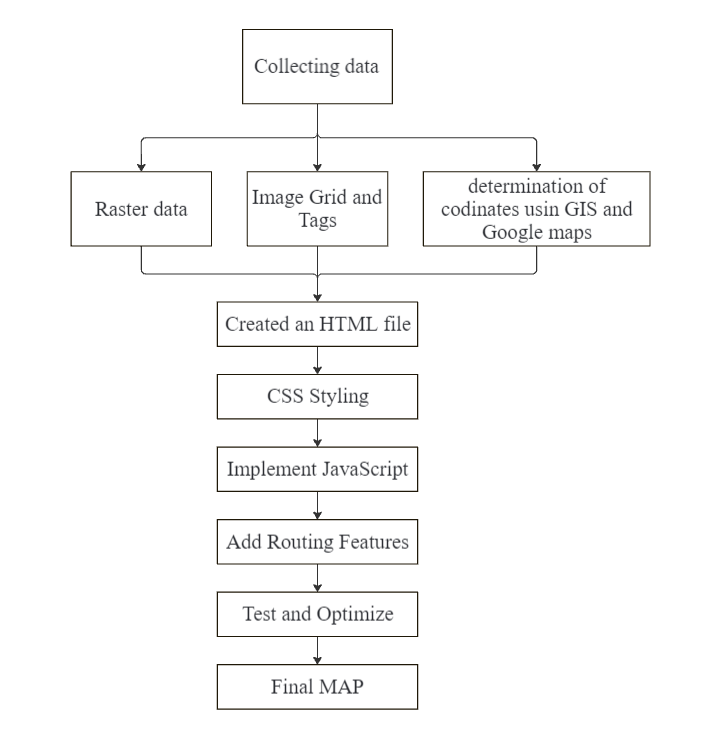 Collecting data
Raster data
Image Grid and
Tags
determination of
codinates usin GIS and
Google maps
Created an HTML file
CSS Styling
Implement JavaScript
Add Routing Features
Test and Optimize
Final MAP